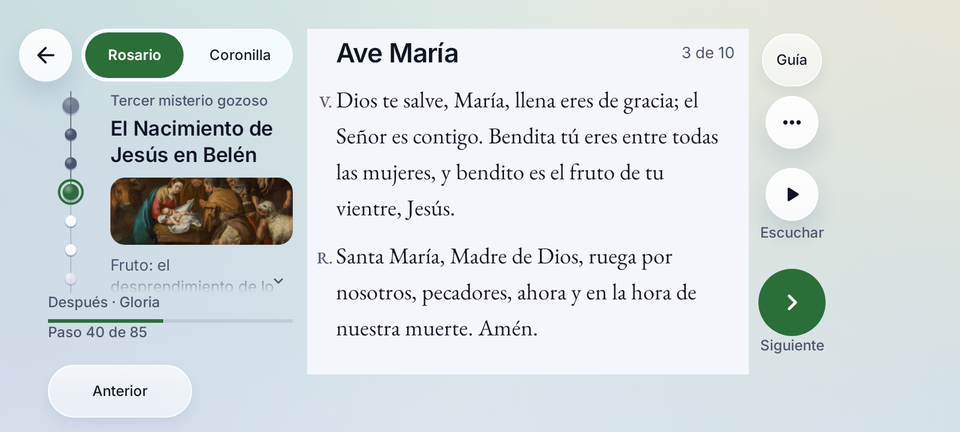 Rosario
Coronilla
Tercer misterio gozoso
El Nacimiento de
Jesús en Belén
Fruto: el
desprendimiento de lo
Después · Gloria
Paso 40 de 85
Anterior
Ave María
3 de 10
V. Dios te salve, María, llena eres de gracia; el
Señor es contigo. Bendita tú eres entre todas
las mujeres, y bendito es el fruto de tu
vientre, Jesús.
R. Santa María, Madre de Dios, ruega por
nosotros, pecadores, ahora y en la hora de
nuestra muerte. Amén.
Guía
Escuchar
Siguiente